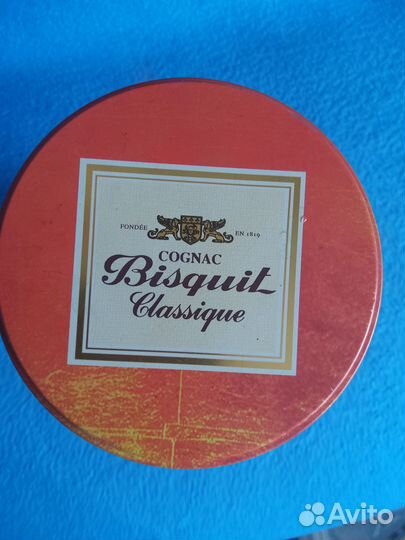 FONDÉE EN 1819
COGNAC
Bisquit
Classique
Avito